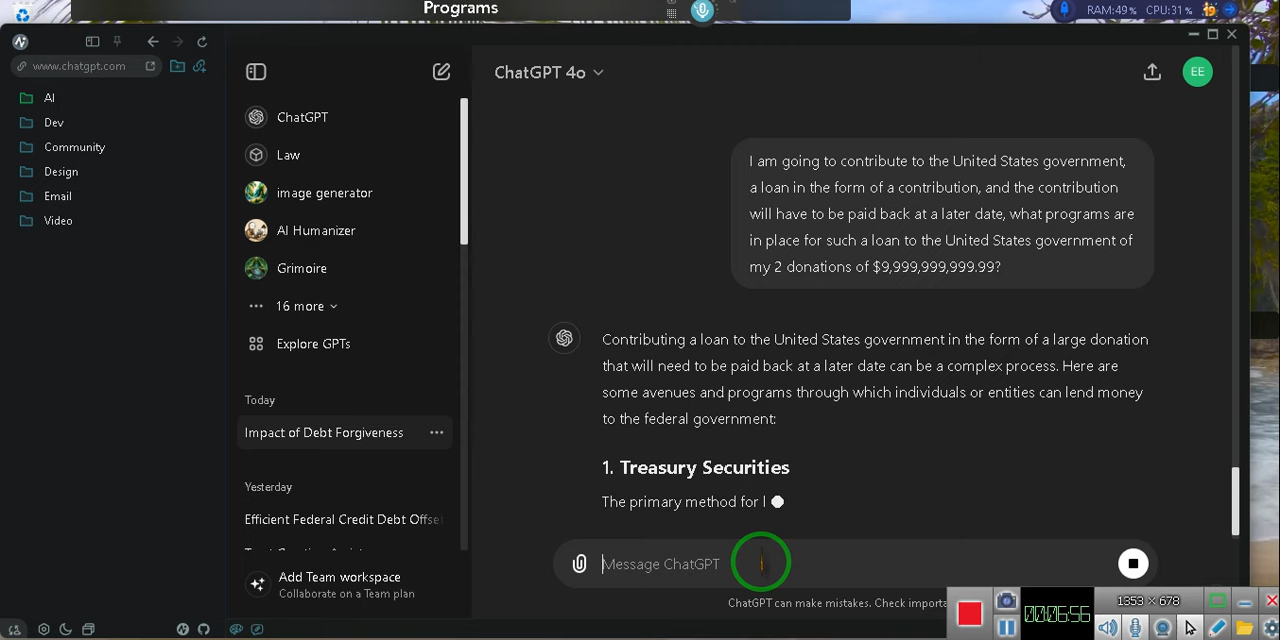 Programs
RAM:49% CPU:31%
www.chatgpt.com
AI
Dev
Community
Design
Email
Video
ChatGPT
Law
image generator
AI Humanizer
Grimoire
16 more
Explore GPTs
Today
Impact of Debt Forgiveness
Yesterday
Efficient Federal Credit Debt Offse
Add Team workspace
Collaborate on a Team plan
ChatGPT 4o
EE
I am going to contribute to the United States government,
a loan in the form of a contribution, and the contribution
will have to be paid back at a later date, what programs are
in place for such a loan to the United States government of
my 2 donations of $9,999,999,999.99?
Contributing a loan to the United States government in the form of a large donation
that will need to be paid back at a later date can be a complex process. Here are
some avenues and programs through which individuals or entities can lend money
to the federal government:
1. Treasury Securities
The primary method for l
Message ChatGPT
ChatGPT can make mistakes. Check importa
1353 × 678
00:06:56